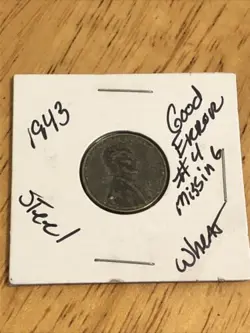 1943
Steel
Good
Error
#4
Missing
Wheat